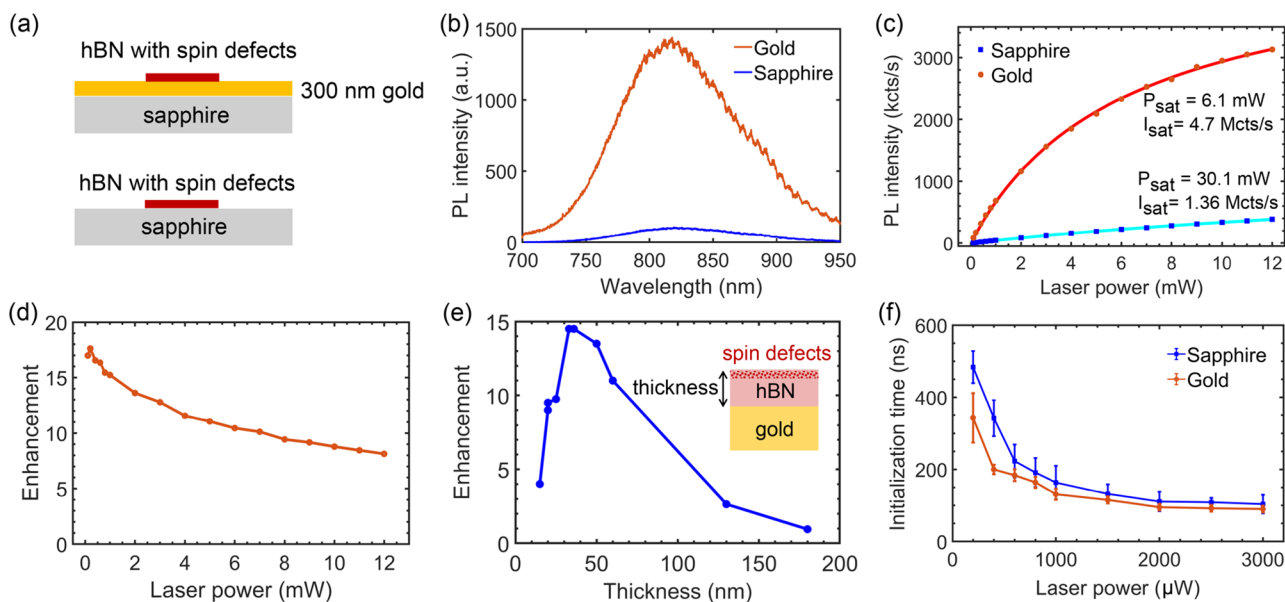 (a)
hBN with spin defects
300 nm gold
sapphire
hBN with spin defects
sapphire
(b)
1500
1000
500
0
700
750
800
850
900
950
PL intensity (a.u.)
Wavelength (nm)
Gold
Sapphire
(c)
3000
2000
1000
0
0
2
4
6
8
10
12
PL intensity (kcts/s)
Laser power (mW)
Sapphire
Gold
Psat = 6.1 mW
Isat= 4.7 Mcts/s
Psat = 30.1 mW
Isat= 1.36 Mcts/s
(d)
20
15
10
5
0
0
2
4
6
8
10
12
Enhancement
Laser power (mW)
(e)
15
10
5
0
0
50
100
150
200
Enhancement
Thickness (nm)
spin defects
thickness
hBN
gold
(f)
600
400
200
0
0
1000
2000
3000
Initialization time (ns)
Laser power (µW)
Sapphire
Gold